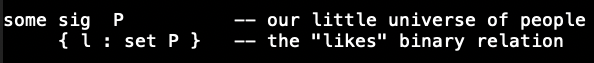 some sig  P          -- our little universe of people
     { l : set P }   -- the "likes" binary relation